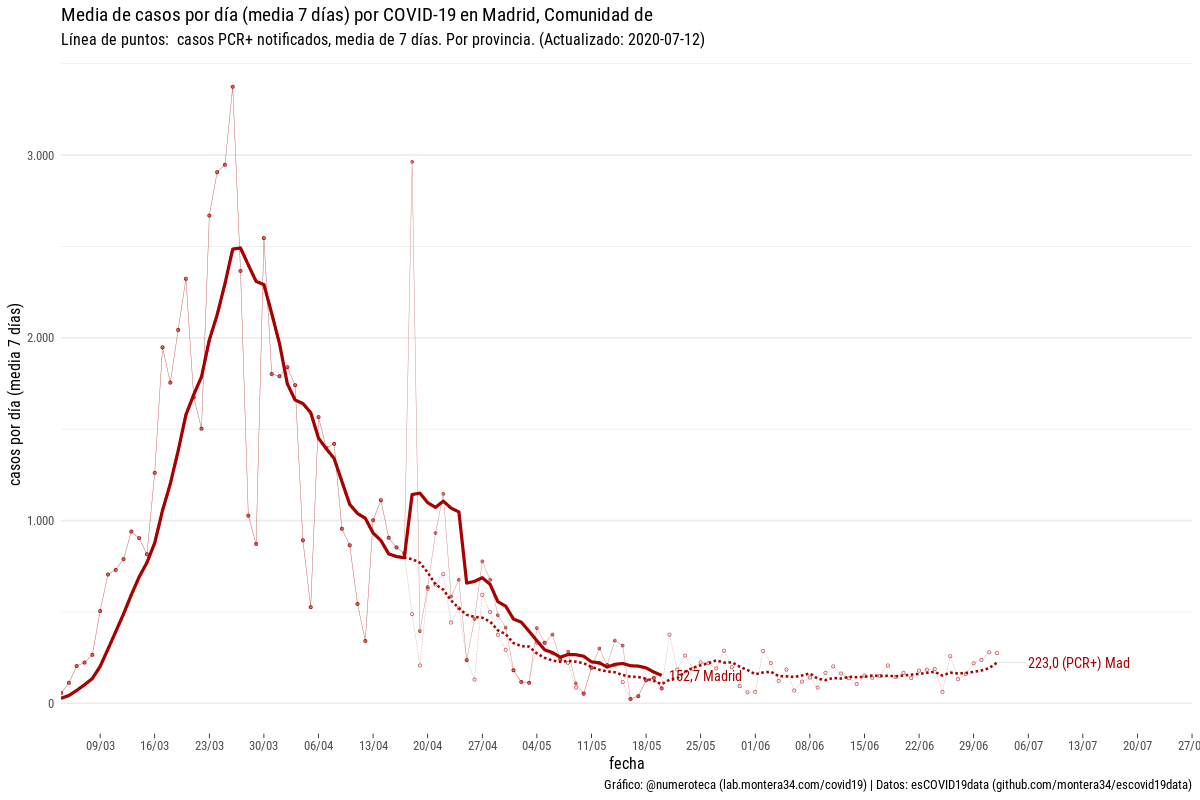 Media de casos por día (media 7 días) por COVID-19 en Madrid, Comunidad de
Línea de puntos:  casos PCR+ notificados, media de 7 días. Por provincia. (Actualizado: 2020-07-12)
casos por día (media 7 días)
3.000
2.000
1.000
0
152,7 Madrid
223,0 (PCR+) Mad
09/03 16/03 23/03 30/03 06/04 13/04 20/04 27/04 04/05 11/05 18/05 25/05 01/06 08/06 15/06 22/06 29/06 06/07 13/07 20/07 27/0
fecha
Gráfico: @numeroteca (lab.montera34.com/covid19) | Datos: esCOVID19data (github.com/montera34/escovid19data)